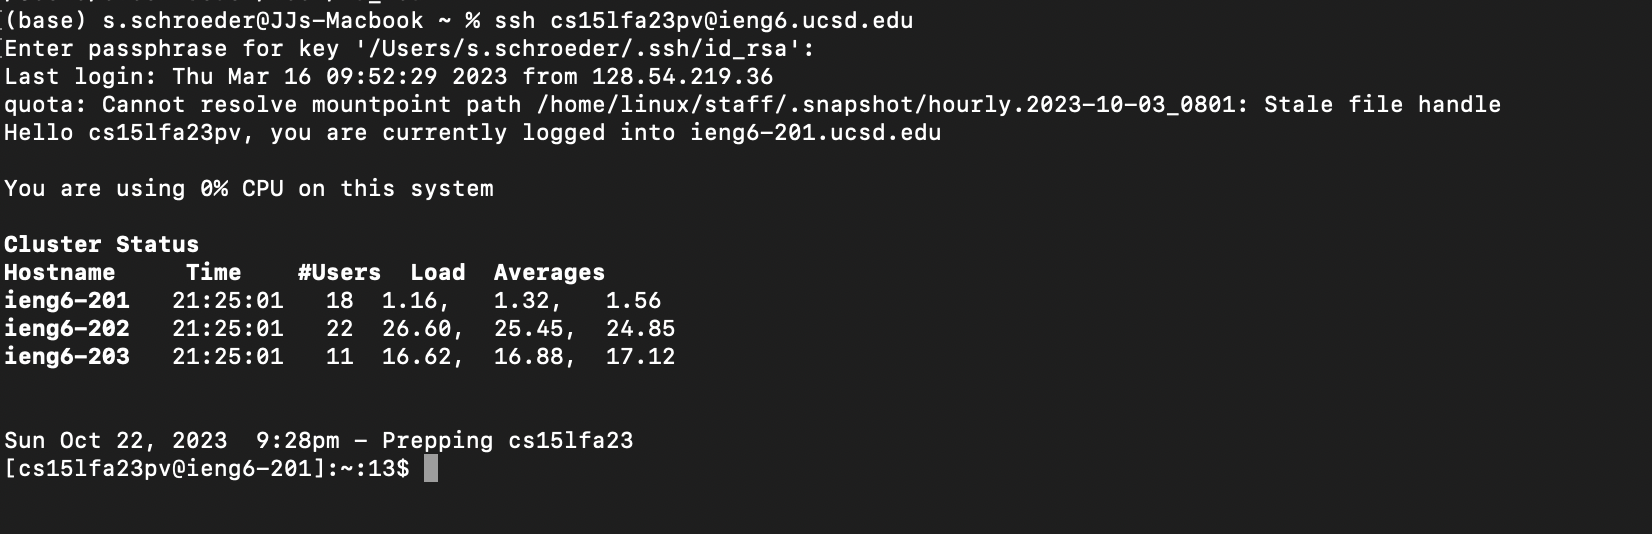 (base) s.schroeder@JJs-Macbook ~ % ssh cs15lfa23pv@ieng6.ucsd.edu
Enter passphrase for key '/Users/s.schroeder/.ssh/id_rsa':
Last login: Thu Mar 16 09:52:29 2023 from 128.54.219.36
quota: Cannot resolve mountpoint path /home/linux/staff/.snapshot/hourly.2023-10-03_0801: Stale file handle
Hello cs15lfa23pv, you are currently logged into ieng6-201.ucsd.edu
You are using 0% CPU on this system
Cluster Status
Hostname     Time    #Users  Load  Averages
ieng6-201   21:25:01   18  1.16,   1.32,   1.56
ieng6-202   21:25:01   22  26.60,  25.45,  24.85
ieng6-203   21:25:01   11  16.62,  16.88,  17.12
Sun Oct 22, 2023  9:28pm - Prepping cs15lfa23
[cs15lfa23pv@ieng6-201]:~:13$